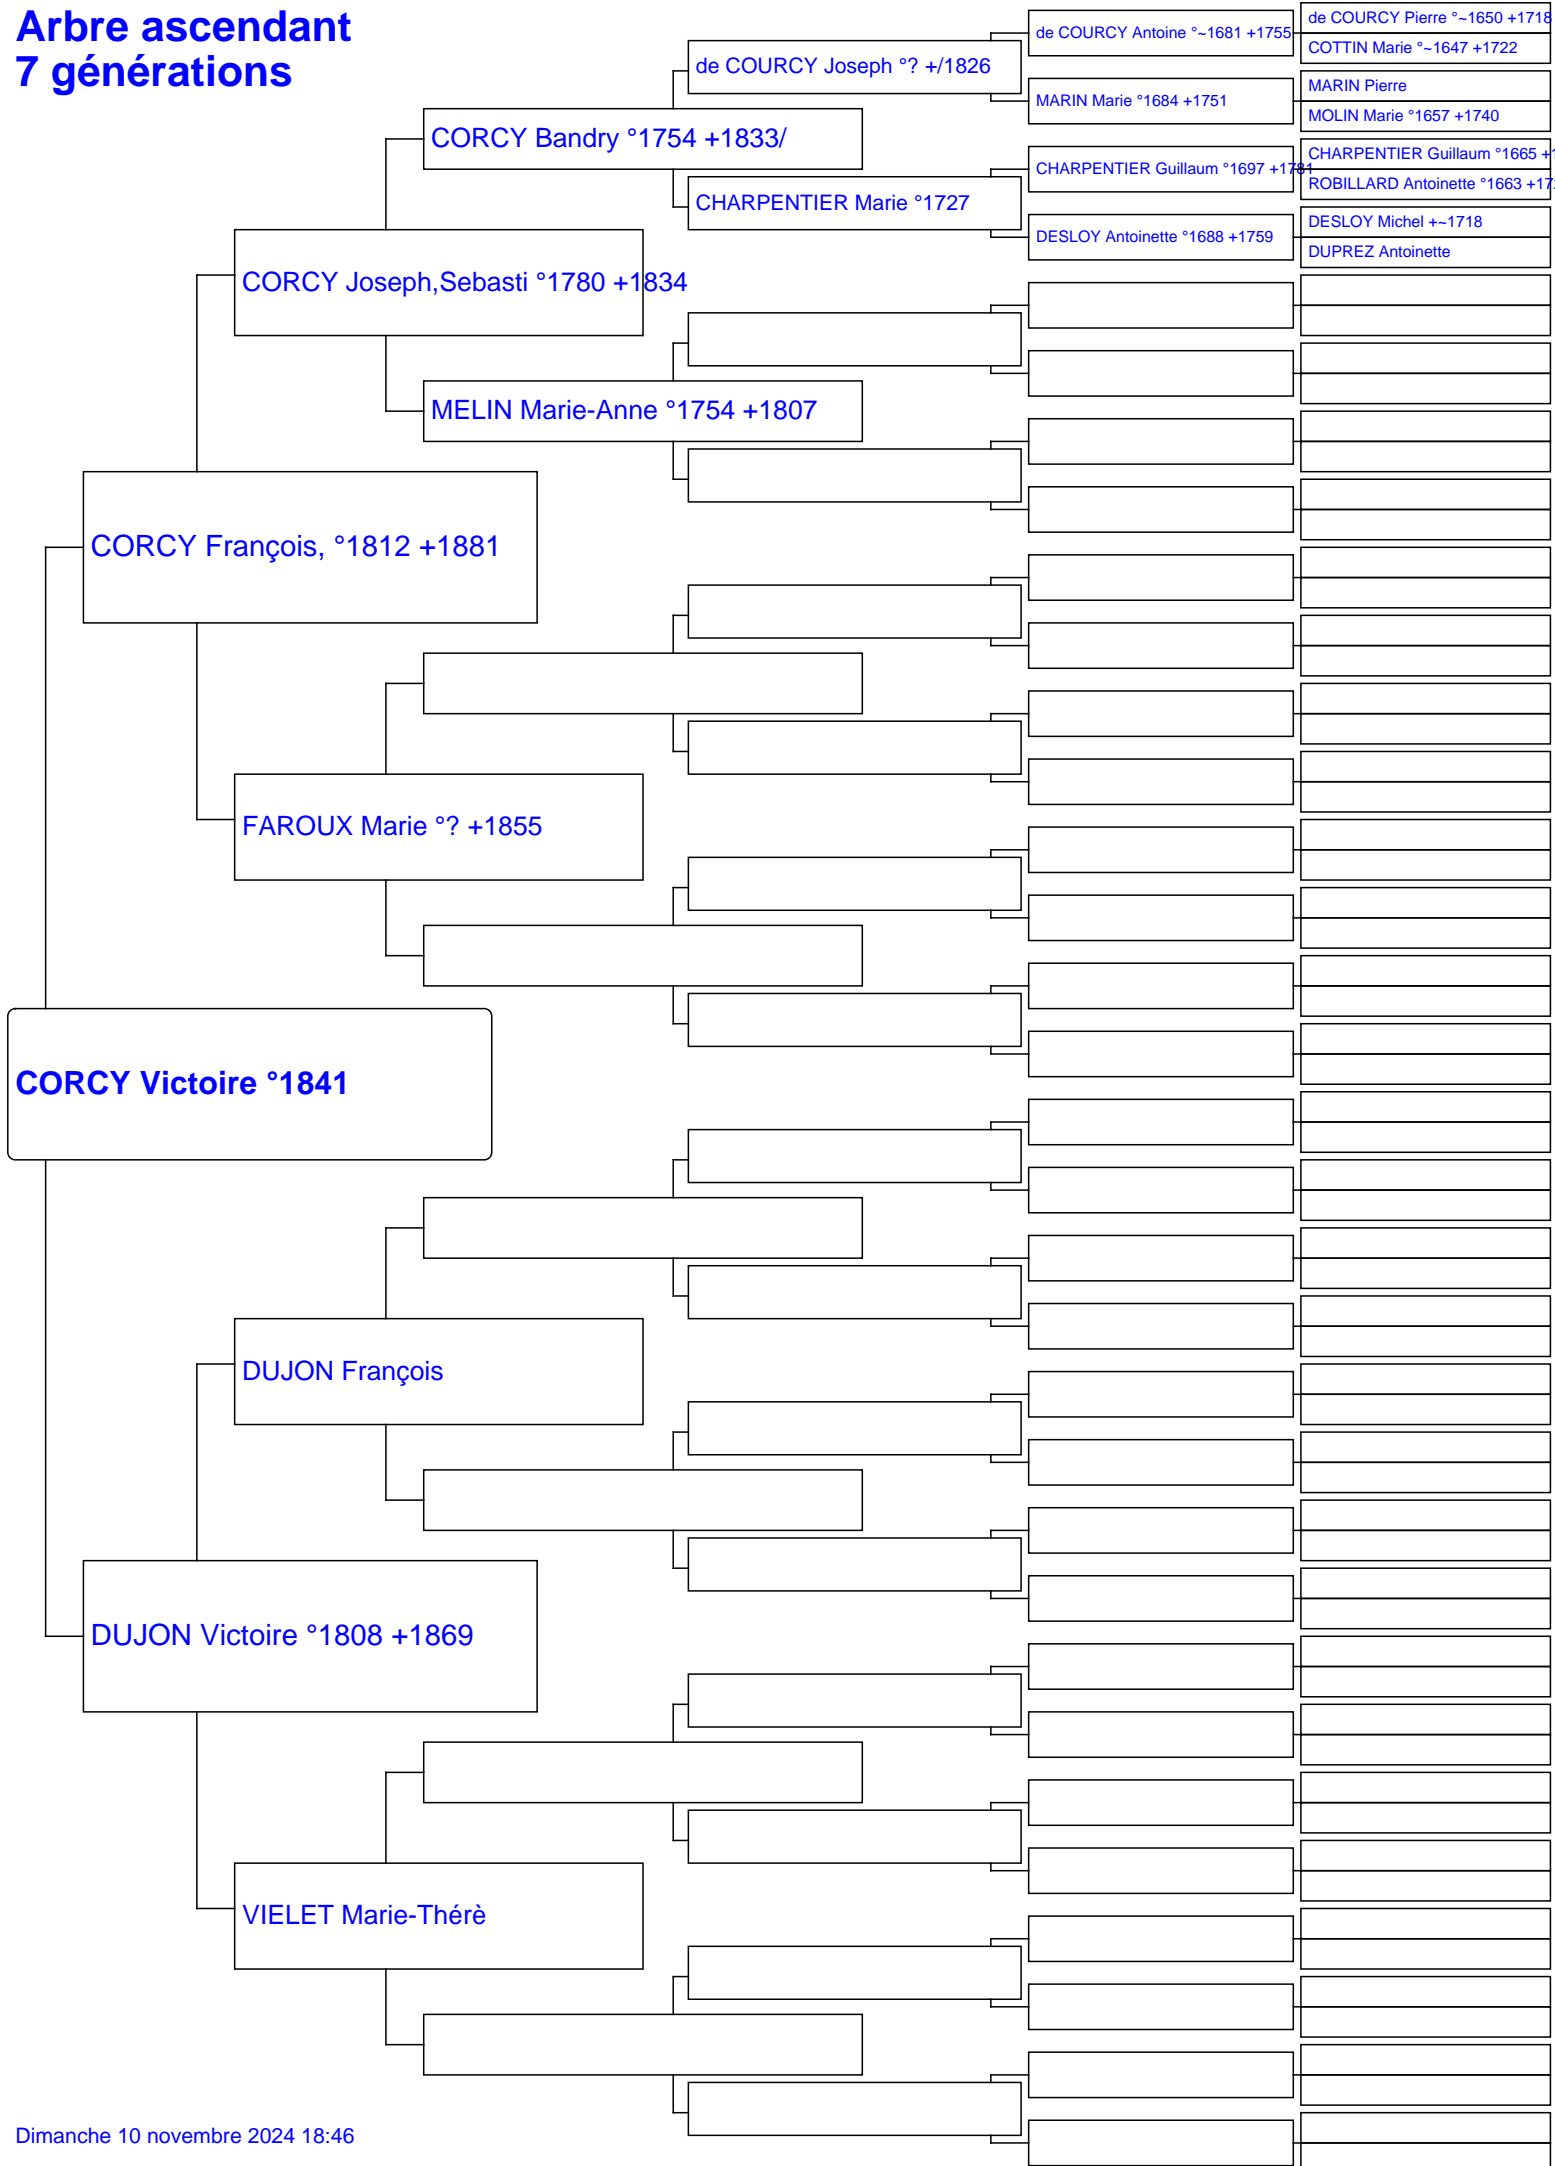 Arbre ascendant
7 générations
de COURCY Pierre °~1650 +1718
de COURCY Antoine °~1681 +1755
COTTIN Marie °~1647 +1722
de COURCY Joseph °? +/1826
MARIN Pierre
MARIN Marie °1684 +1751
MOLIN Marie °1657 +1740
CORCY Bandry °1754 +1833/
CHARPENTIER Guillaum °1665 +1
CHARPENTIER Guillaum °1697 +1781
ROBILLARD Antoinette °1663 +17
CHARPENTIER Marie °1727
DESLOY Michel +~1718
DESLOY Antoinette °1688 +1759
DUPREZ Antoinette
CORCY Joseph,Sebasti °1780 +1834
MELIN Marie-Anne °1754 +1807
CORCY François, °1812 +1881
FAROUX Marie °? +1855
CORCY Victoire °1841
DUJON François
DUJON Victoire °1808 +1869
VIELET Marie-Thérè
Dimanche 10 novembre 2024 18:46